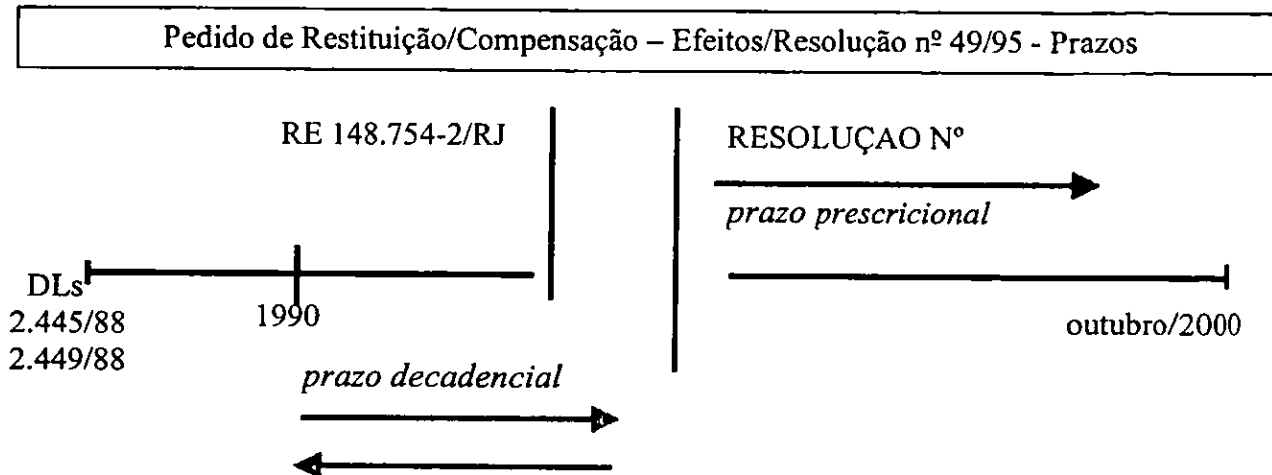 Pedido de Restituição/Compensação – Efeitos/Resolução nº 49/95 - Prazos
RE 148.754-2/RJ
RESOLUÇAO Nº
prazo prescricional
DLs
2.445/88
2.449/88
1990
outubro/2000
prazo decadencial